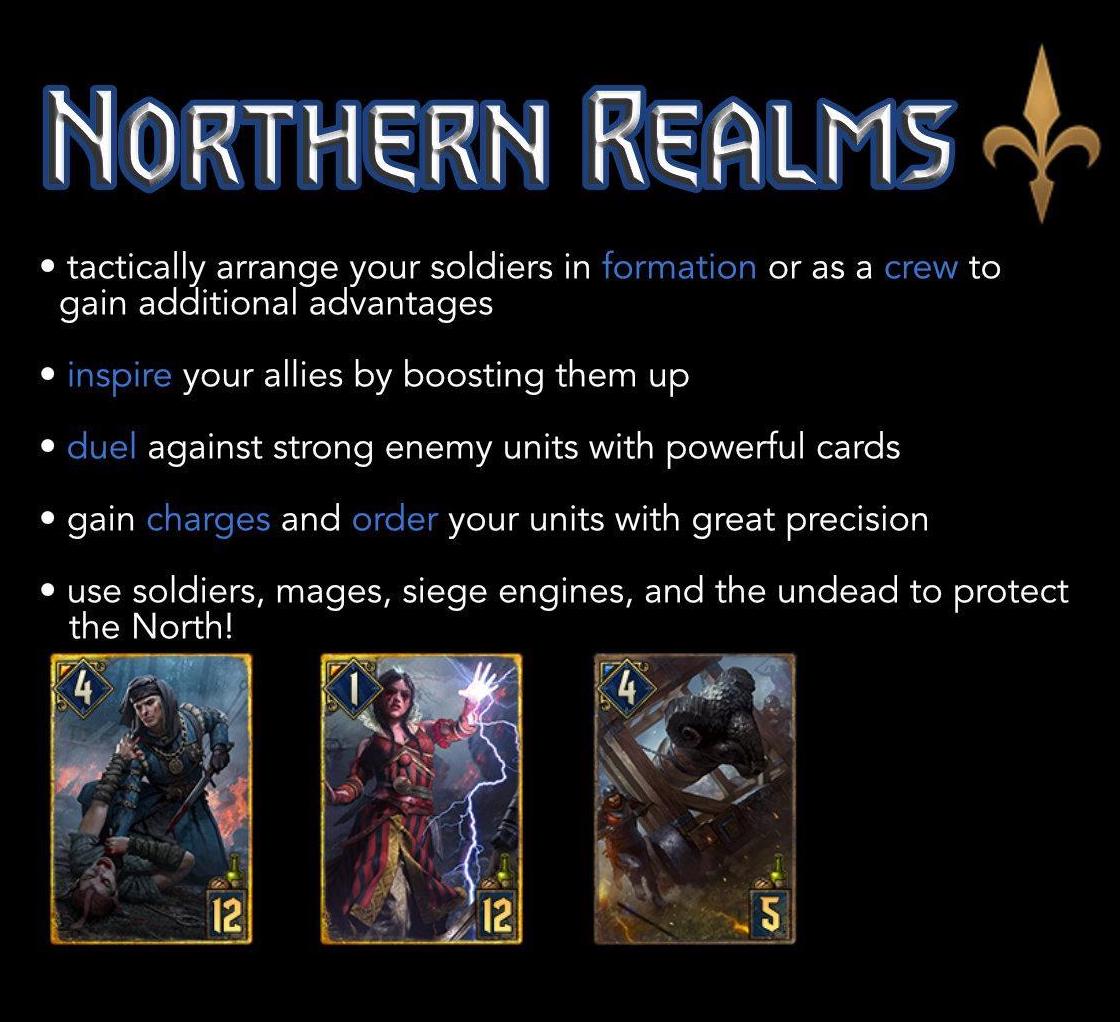 NORTHERN REALMS
• tactically arrange your soldiers in formation or as a crew to
gain additional advantages
• inspire your allies by boosting them up
• duel against strong enemy units with powerful cards
• gain charges and order your units with great precision
• use soldiers, mages, siege engines, and the undead to protect
the North!
4 1 4
12 12 5